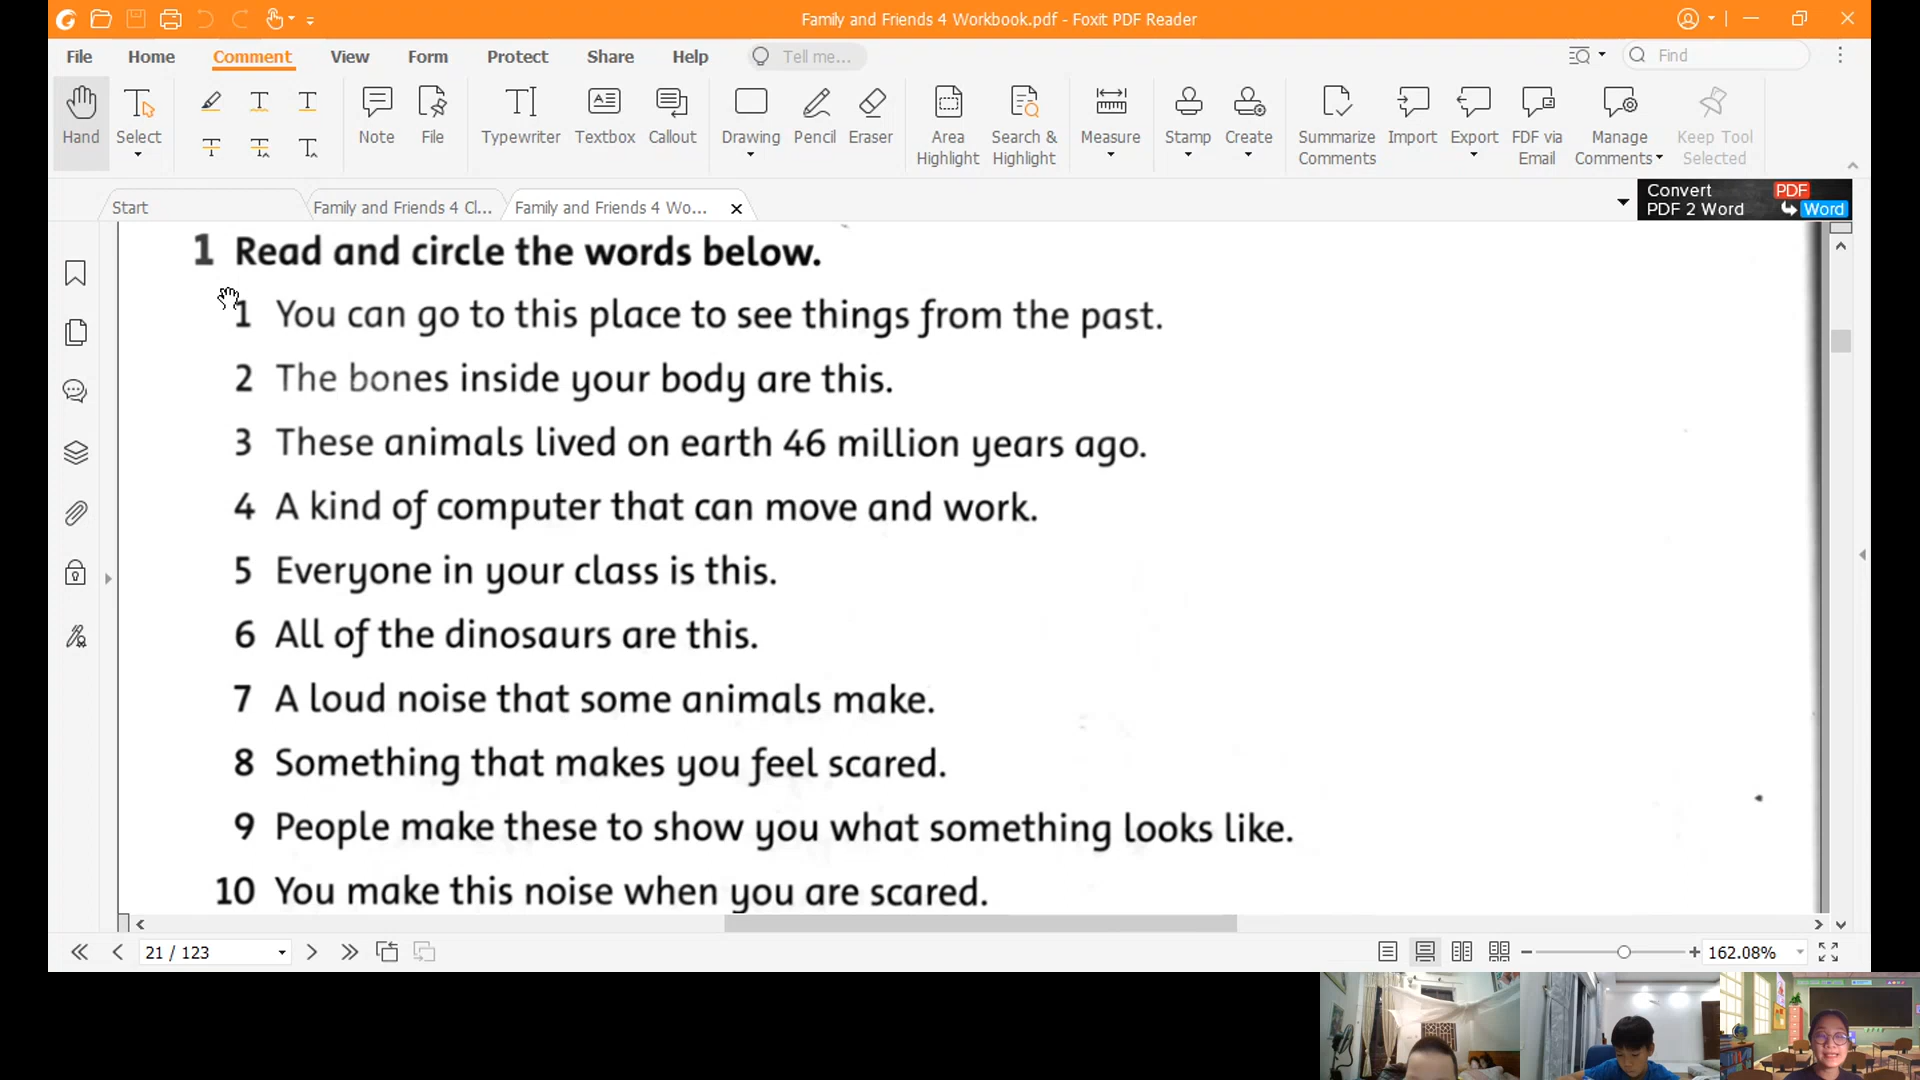 Family and Friends 4 Workbook.pdf - Foxit PDF Reader
File Home Comment View Form Protect Share Help Tell me... Find
Hand Select Note File Typewriter Textbox Callout Drawing Pencil Eraser Area Highlight Search & Highlight Measure Stamp Create Summarize Comments Import Export FDF via Email Manage Comments Keep Tool Selected
Start Family and Friends 4 Cl... Family and Friends 4 Wo...
Convert PDF
PDF 2 Word Word
1 Read and circle the words below.
1 You can go to this place to see things from the past.
2 The bones inside your body are this.
3 These animals lived on earth 46 million years ago.
4 A kind of computer that can move and work.
5 Everyone in your class is this.
6 All of the dinosaurs are this.
7 A loud noise that some animals make.
8 Something that makes you feel scared.
9 People make these to show you what something looks like.
10 You make this noise when you are scared.
21 / 123 162.08%